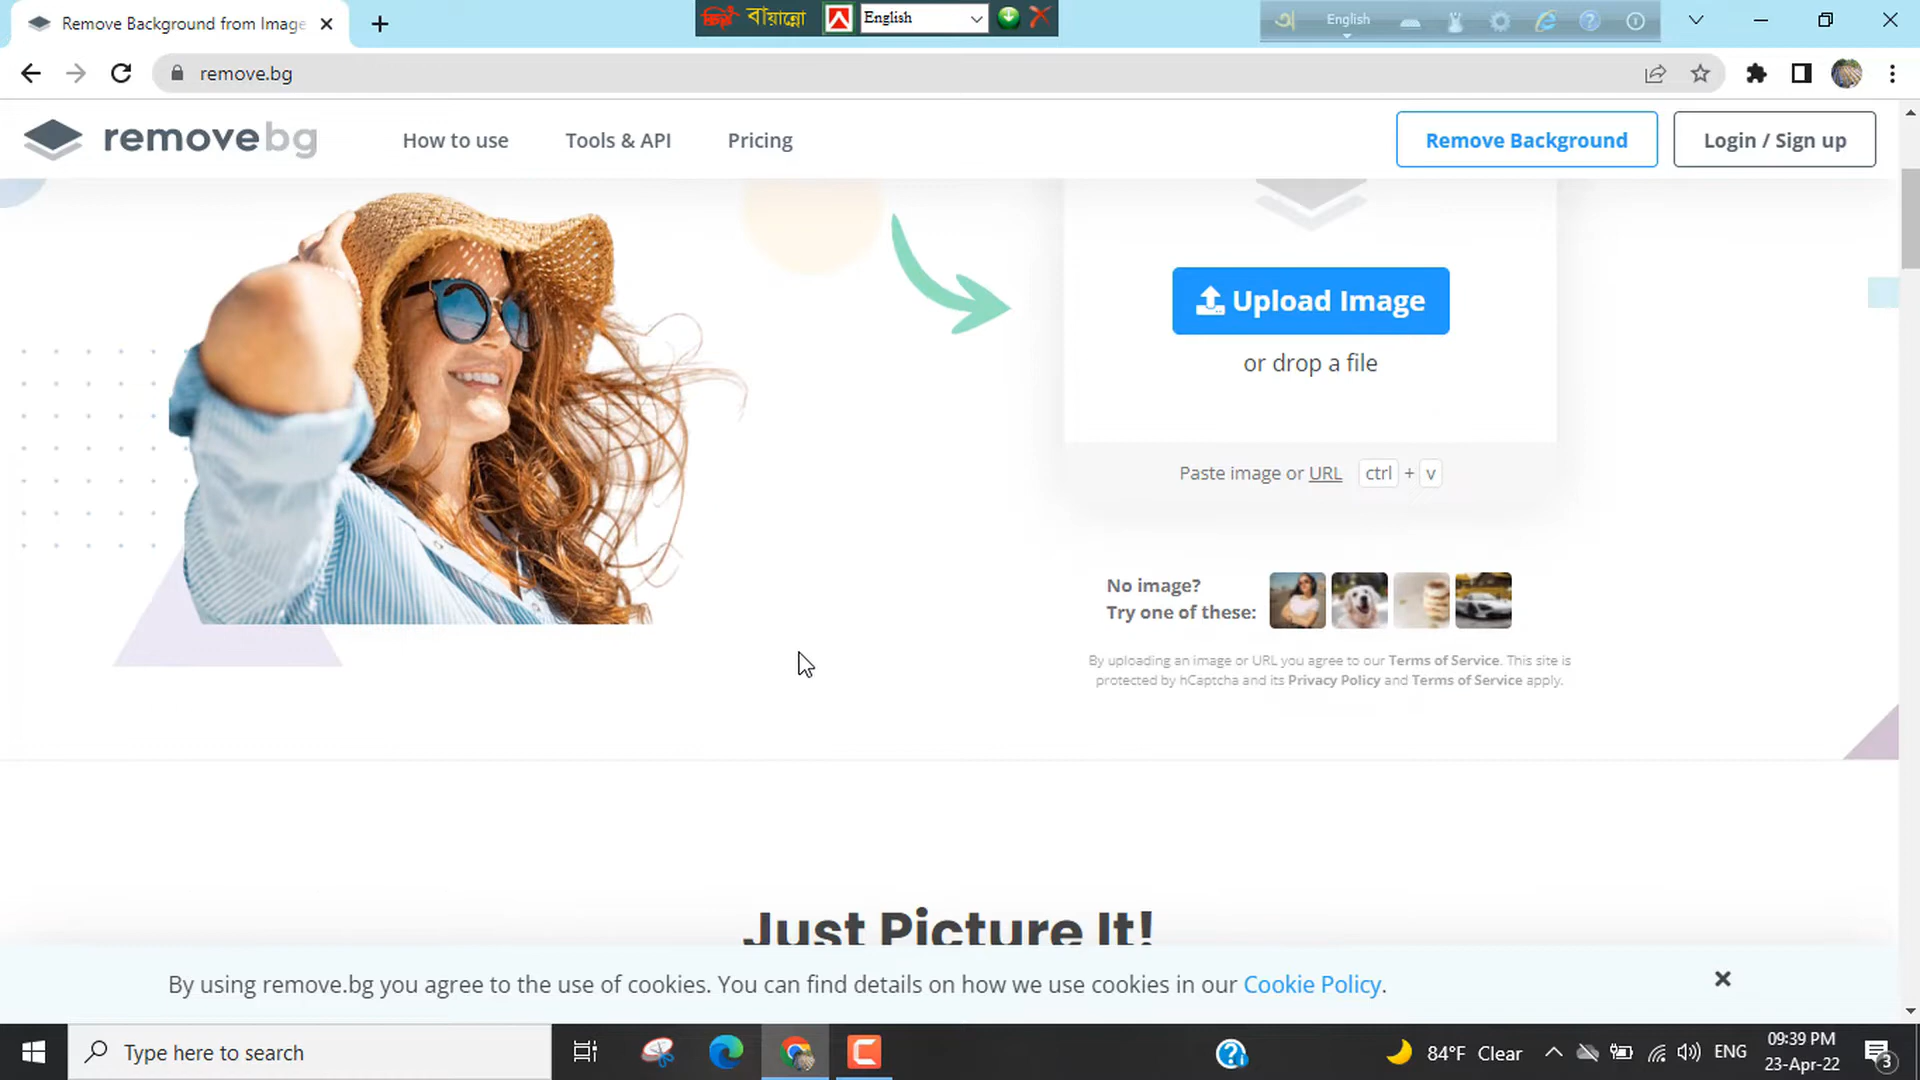 Remove Background from Image
বায়ান্নো
English
English
remove.bg
removebg
How to use
Tools & API
Pricing
Remove Background
Login / Sign up
Upload Image
or drop a file
Paste image or URL ctrl + v
No image?
Try one of these:
By uploading an image or URL you agree to our Terms of Service. This site is
protected by hCaptcha and its Privacy Policy and Terms of Service apply.
Just Picture It!
By using remove.bg you agree to the use of cookies. You can find details on how we use cookies in our Cookie Policy.
Type here to search
84°F Clear
ENG
09:39 PM
23-Apr-22
3